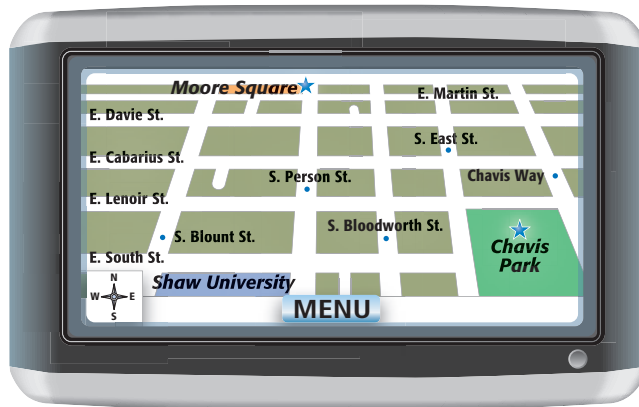 Moore Square
E. Martin St.
E. Davie St.
S. East St.
E. Cabarius St.
S. Person St.
Chavis Way
E. Lenoir St.
S. Bloodworth St.
S. Blount St.
Chavis
Park
E. South St.
N
W E
S
Shaw University
MENU